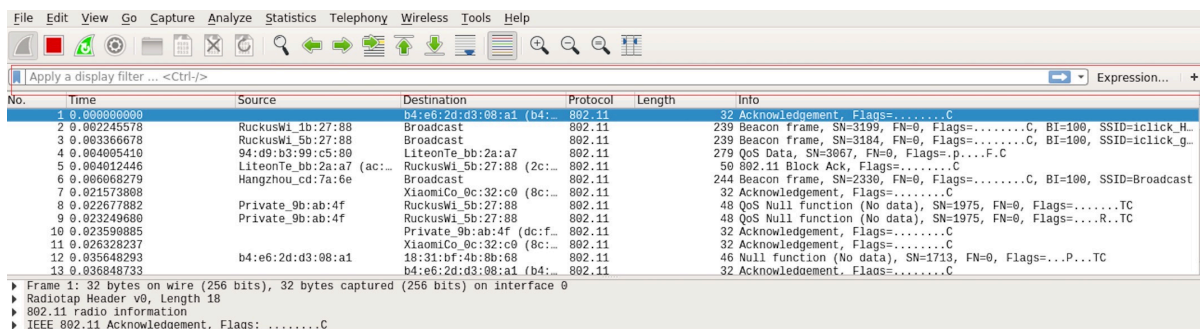 File Edit View Go Capture Analyze Statistics Telephony Wireless Tools Help
Apply a display filter ... <Ctrl-/> Expression... +
No. Time Source Destination Protocol Length Info
1 0.000000000 b4:e6:2d:d3:08:a1 (b4:… 802.11 32 Acknowledgement, Flags=........C
2 0.002245578 RuckusWi_1b:27:88 Broadcast 802.11 239 Beacon frame, SN=3199, FN=0, Flags=........C, BI=100, SSID=iclick_H…
3 0.003366678 RuckusWi_5b:27:88 Broadcast 802.11 239 Beacon frame, SN=3184, FN=0, Flags=........C, BI=100, SSID=iclick_g…
4 0.004005410 94:d9:b3:99:c5:80 LiteonTe_bb:2a:a7 802.11 279 QoS Data, SN=3067, FN=0, Flags=.p....F.C
5 0.004012446 LiteonTe_bb:2a:a7 (ac:… RuckusWi_5b:27:88 (2c:… 802.11 50 802.11 Block Ack, Flags=........C
6 0.006068279 Hangzhou_cd:7a:6e Broadcast 802.11 244 Beacon frame, SN=2330, FN=0, Flags=........C, BI=100, SSID=Broadcast
7 0.021573808 XiaomiCo_0c:32:c0 (8c:… 802.11 32 Acknowledgement, Flags=........C
8 0.022677882 Private_9b:ab:4f RuckusWi_5b:27:88 802.11 48 QoS Null function (No data), SN=1975, FN=0, Flags=.......TC
9 0.023249680 Private_9b:ab:4f RuckusWi_5b:27:88 802.11 48 QoS Null function (No data), SN=1975, FN=0, Flags=....R..TC
10 0.023590885 Private_9b:ab:4f (dc:f… 802.11 32 Acknowledgement, Flags=........C
11 0.026328237 XiaomiCo_0c:32:c0 (8c:… 802.11 32 Acknowledgement, Flags=........C
12 0.035648293 b4:e6:2d:d3:08:a1 18:31:bf:4b:8b:68 802.11 46 Null function (No data), SN=1713, FN=0, Flags=...P...TC
13 0.036848733 b4:e6:2d:d3:08:a1 (b4:… 802.11 32 Acknowledgement, Flags=........C
Frame 1: 32 bytes on wire (256 bits), 32 bytes captured (256 bits) on interface 0
Radiotap Header v0, Length 18
802.11 radio information
IEEE 802.11 Acknowledgement, Flags: ........C